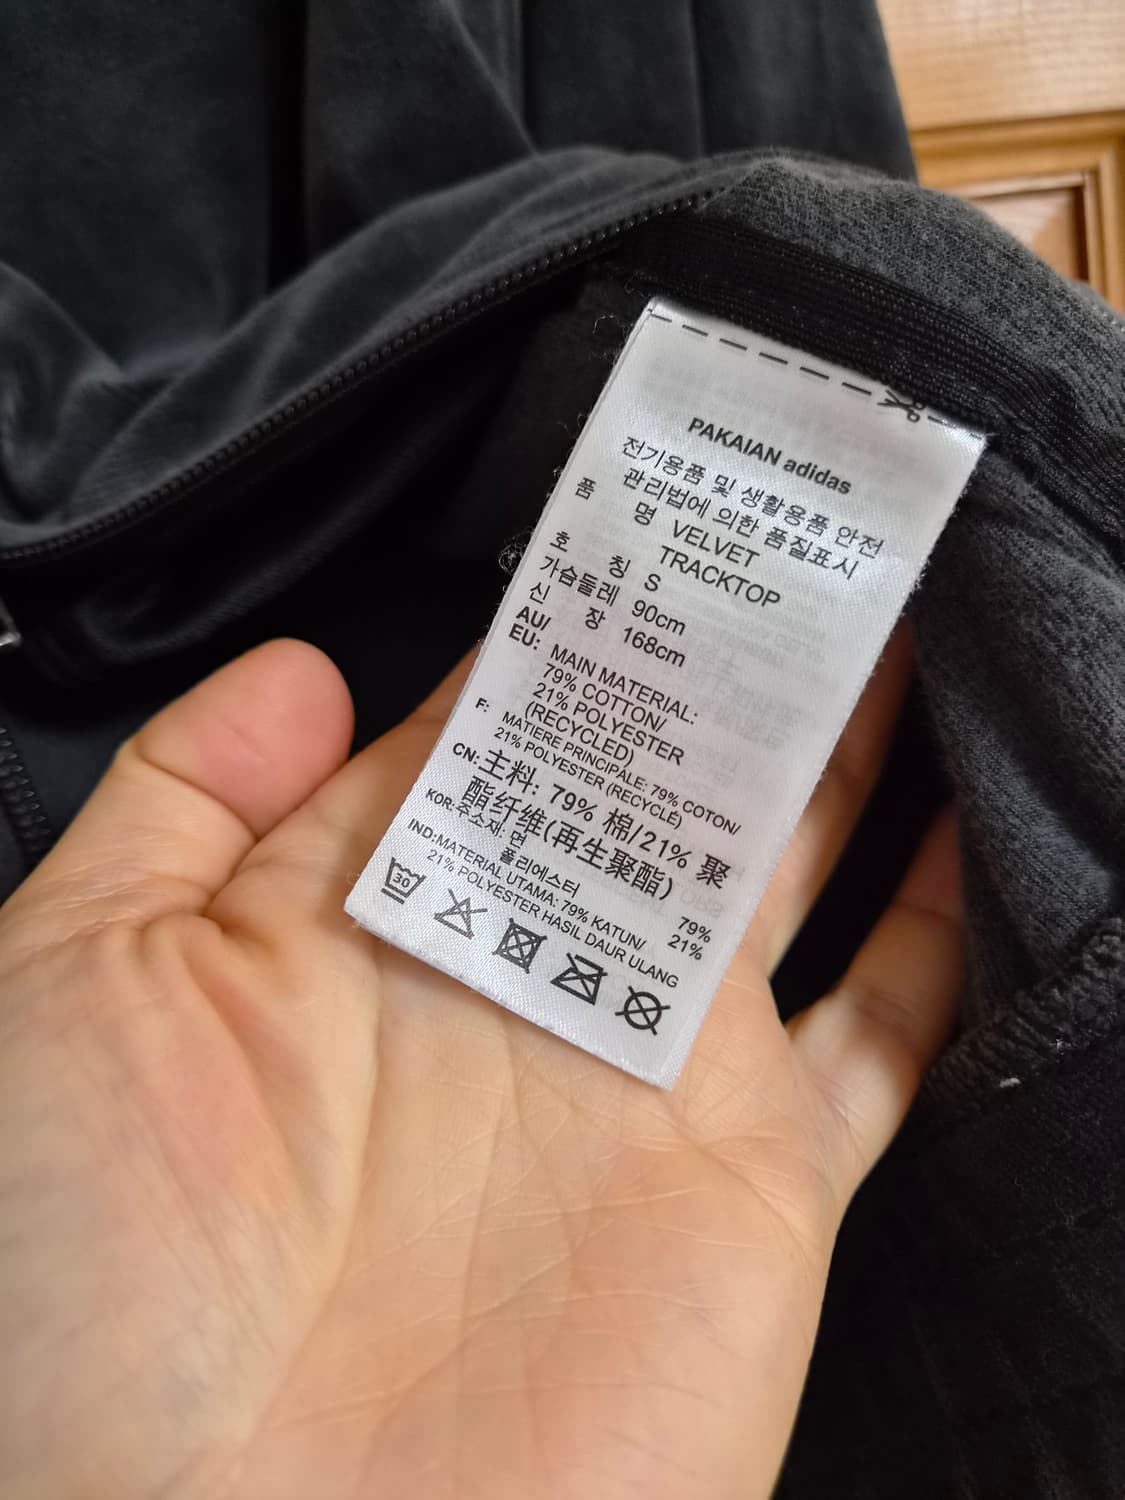 PAKAIAN adidas
전기용품 및 생활용품 안전
관리법에 의한 품질표시
품 명 VELVET
TRACKTOP
호 칭 S
가슴둘레 90cm
신 장 168cm
AU/
EU: MAIN MATERIAL:
79% COTTON/
21% POLYESTER
(RECYCLED)
F: MATIERE PRINCIPALE: 79% COTON/
21% POLYESTER (RECYCLÉ)
CN: 主料: 79% 棉/21% 聚
酯纤维(再生聚酯)
KOR: 주소재: 면 79%
폴리에스터 21%
IND: MATERIAL UTAMA: 79% KATUN/
21% POLYESTER HASIL DAUR ULANG
30